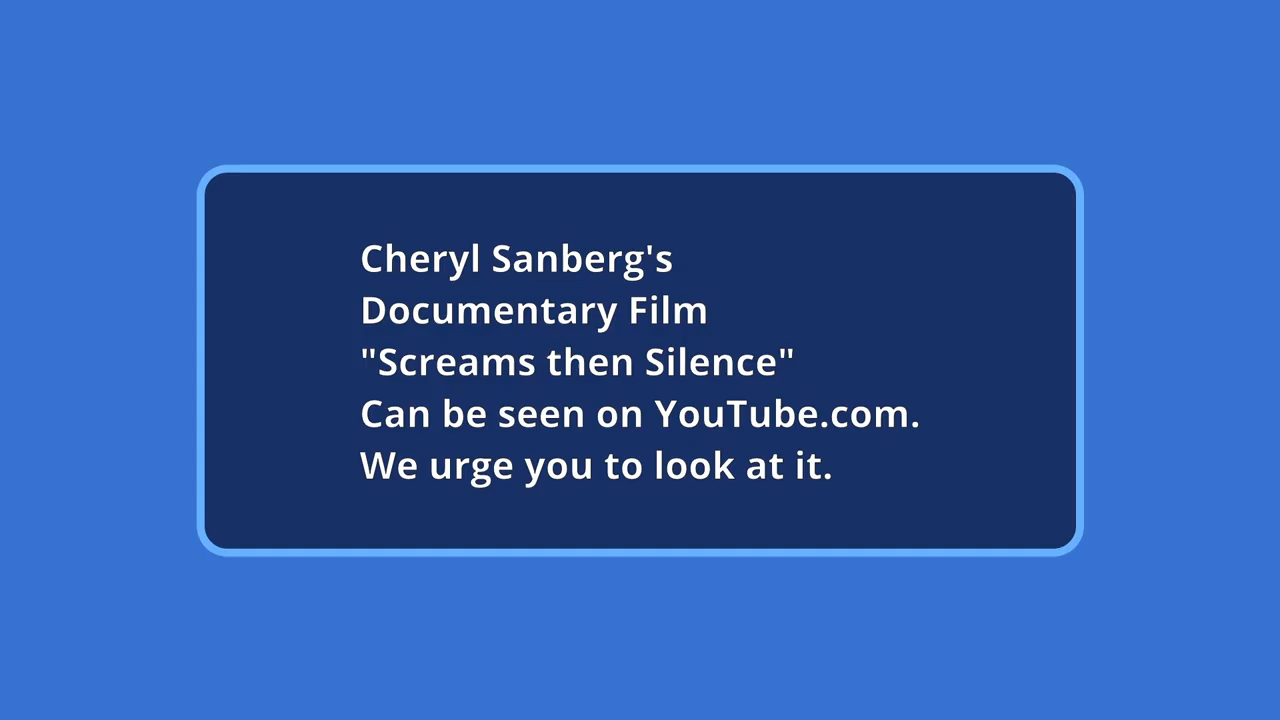 Cheryl Sanberg's
Documentary Film
"Screams then Silence"
Can be seen on YouTube.com.
We urge you to look at it.